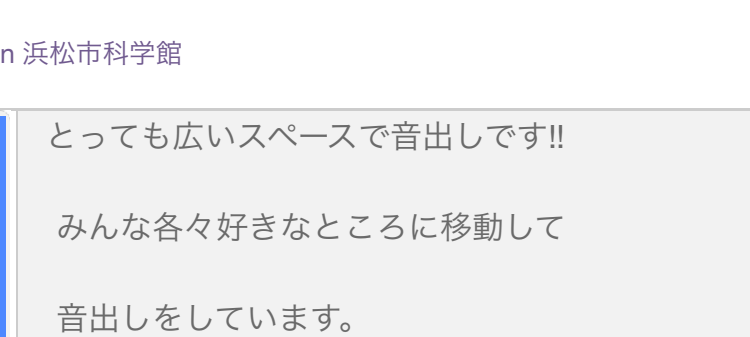 n 浜松市科学館
とっても広いスペースで音出しです!!
みんな各々好きなところに移動して
音出しをしています。